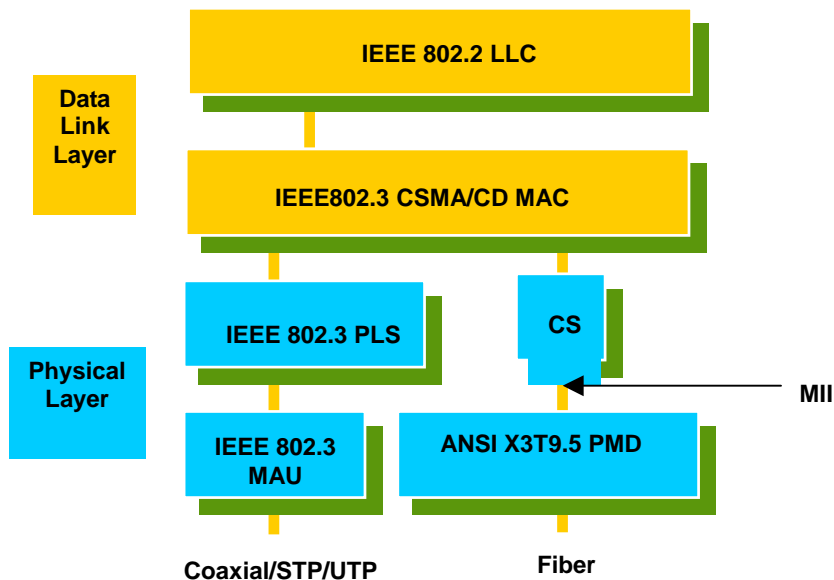 IEEE 802.2 LLC
Data
Link
Layer
IEEE802.3 CSMA/CD MAC
IEEE 802.3 PLS
CS
Physical
Layer
MII
IEEE 802.3
MAU
ANSI X3T9.5 PMD
Coaxial/STP/UTP
Fiber